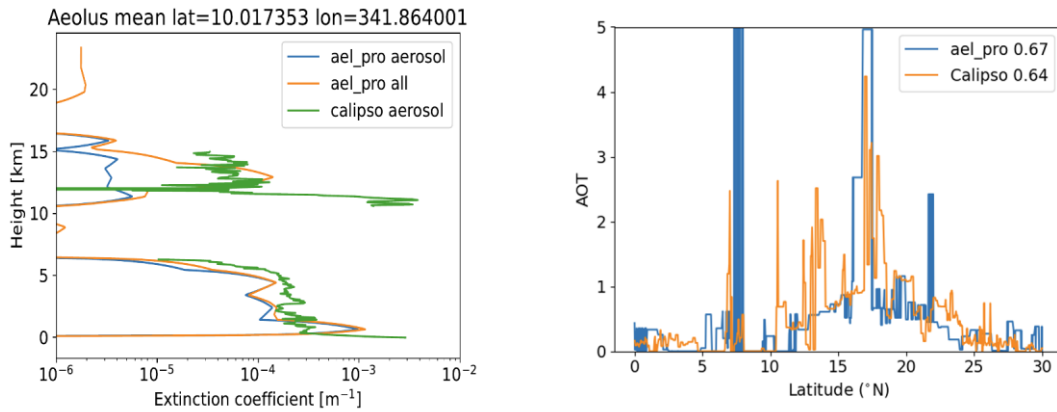 Aeolus mean lat=10.017353 lon=341.864001
ael_pro aerosol
ael_pro all
calipso aerosol
Height [km]
20
15
10
5
0
10⁻⁶ 10⁻⁵ 10⁻⁴ 10⁻³ 10⁻²
Extinction coefficient [m⁻¹]
ael_pro 0.67
Calipso 0.64
AOT
5
4
3
2
1
0
0 5 10 15 20 25 30
Latitude (°N)